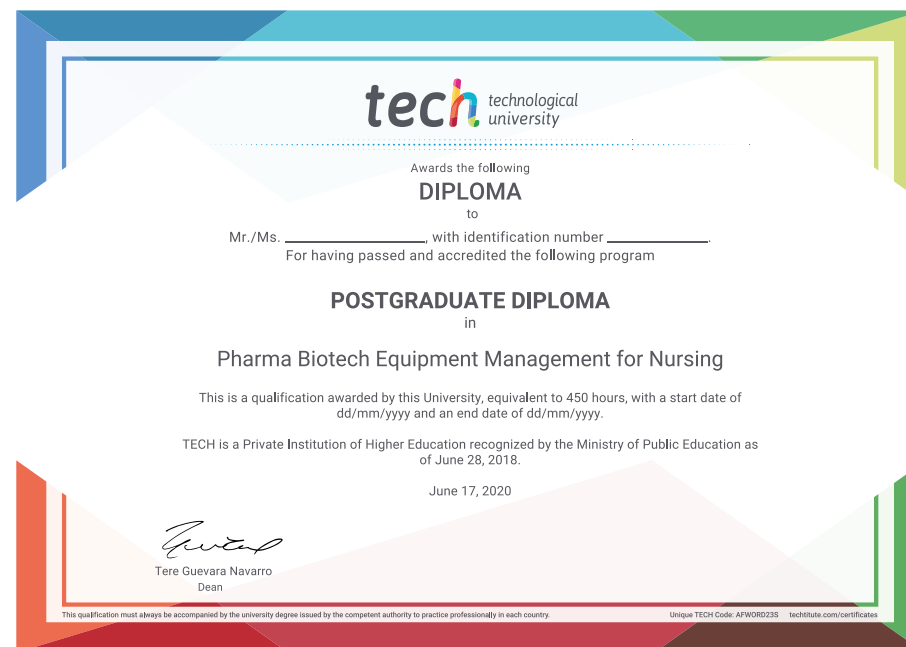 tech technological
university
Awards the following
DIPLOMA
to
Mr./Ms. ____________________, with identification number ______________.
For having passed and accredited the following program
POSTGRADUATE DIPLOMA
in
Pharma Biotech Equipment Management for Nursing
This is a qualification awarded by this University, equivalent to 450 hours, with a start date of
dd/mm/yyyy and an end date of dd/mm/yyyy.
TECH is a Private Institution of Higher Education recognized by the Ministry of Public Education as
of June 28, 2018.
June 17, 2020
Tere Guevara Navarro
Dean
This qualification must always be accompanied by the university degree issued by the competent authority to practice professionally in each country. Unique TECH Code: AFWORD23S techtitute.com/certificates